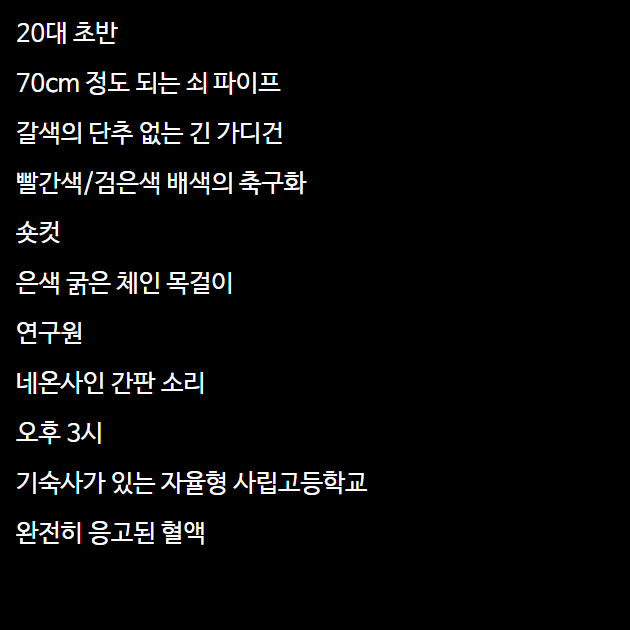 20대 초반
70cm 정도 되는 쇠 파이프
갈색의 단추 없는 긴 가디건
빨간색/검은색 배색의 축구화
숏컷
은색 굵은 체인 목걸이
연구원
네온사인 간판 소리
오후 3시
기숙사가 있는 자율형 사립고등학교
완전히 응고된 혈액